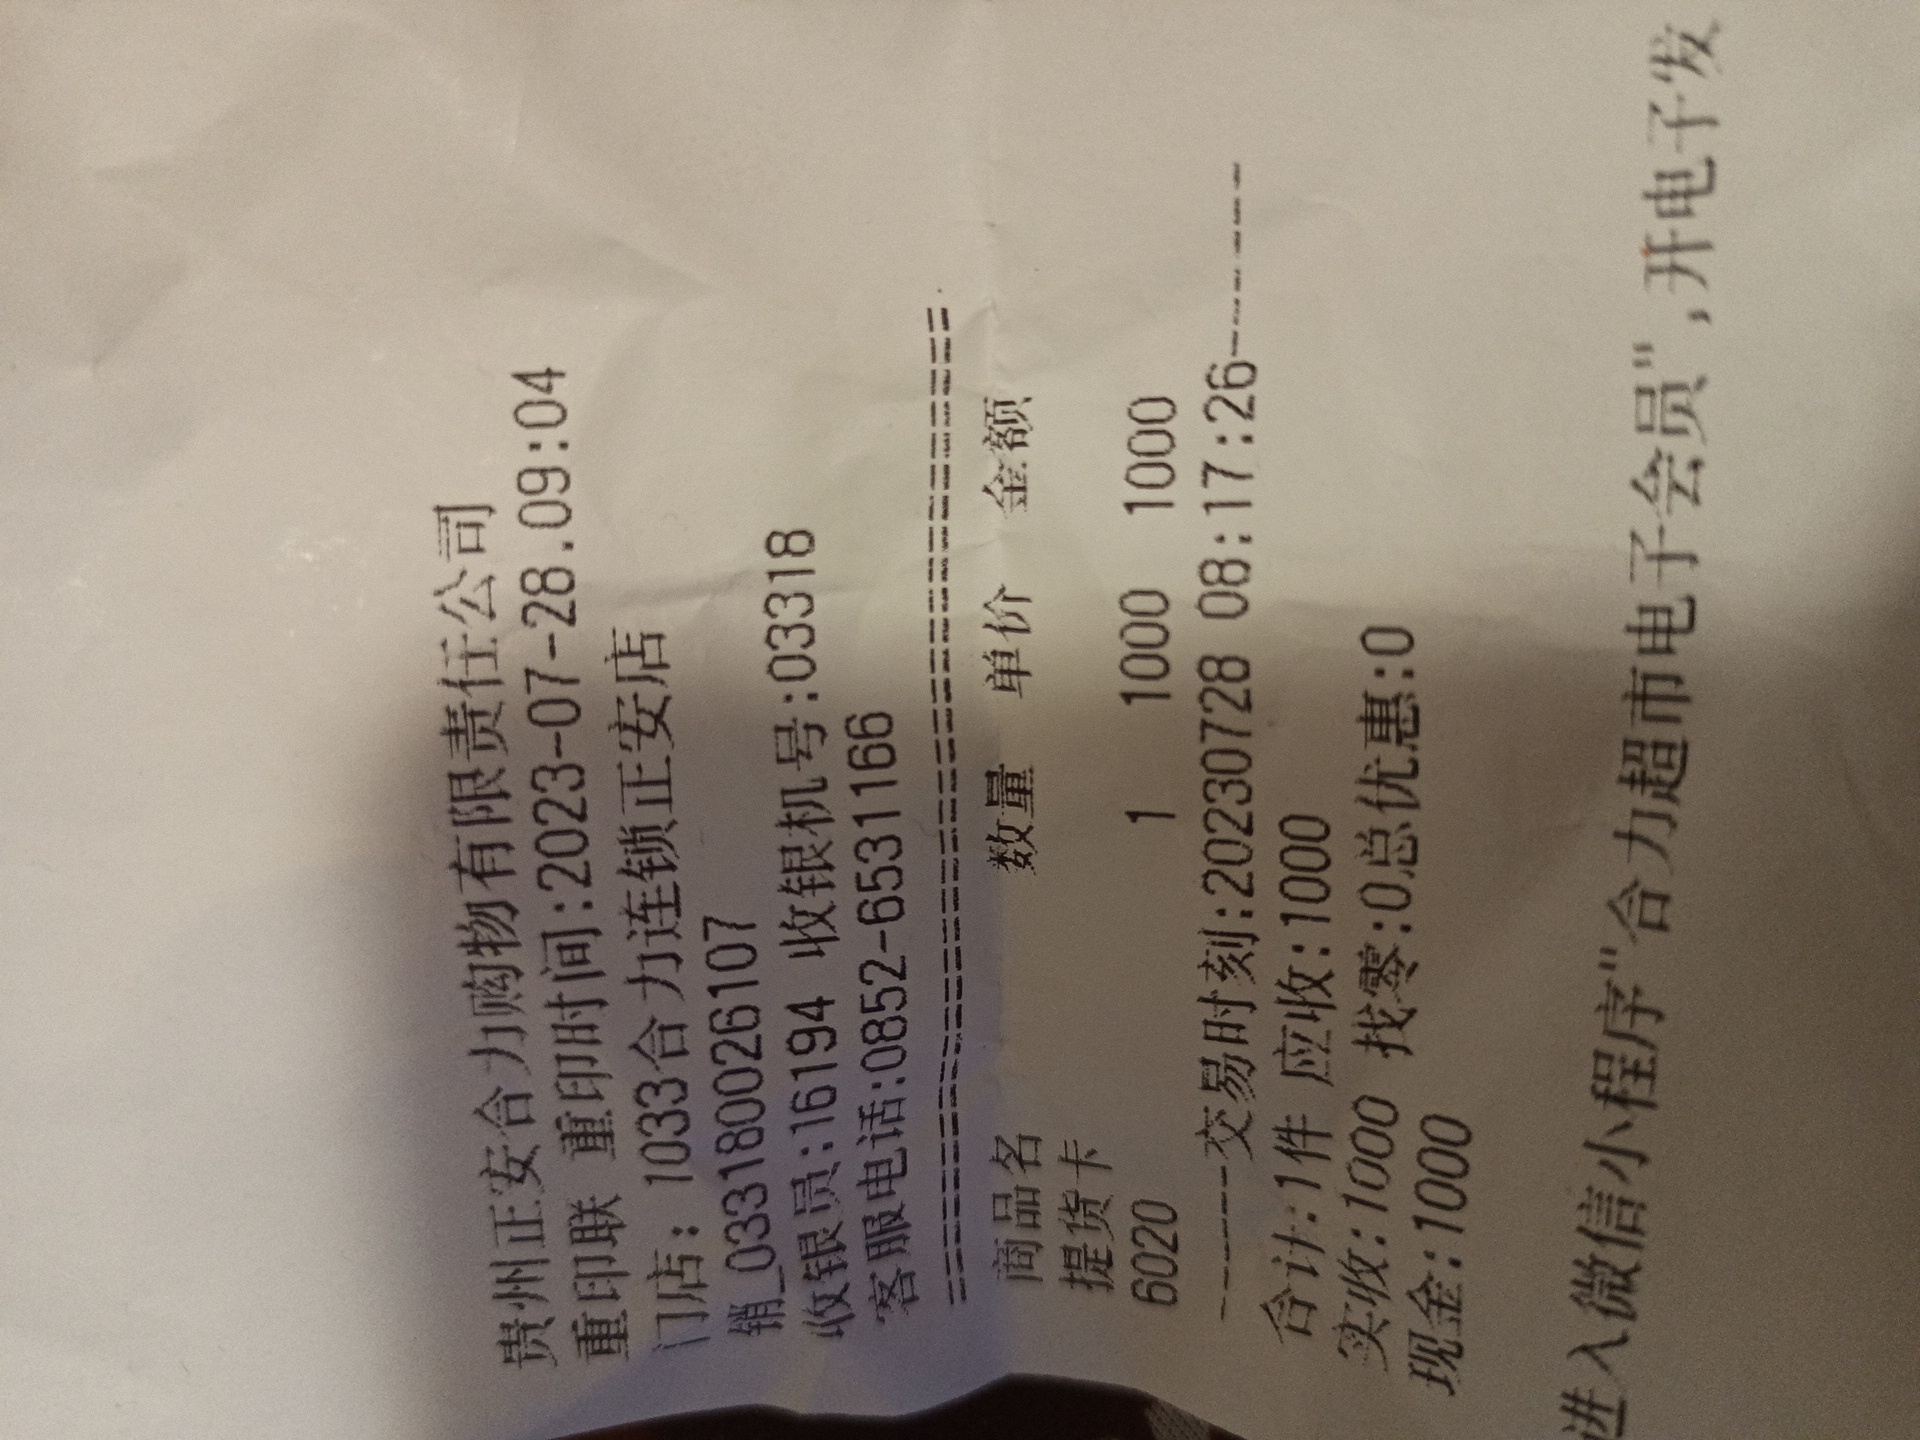 贵州正安合力购物有限责任公司
重印联 重印时间:2023-07-28.09:04
门店：1033合力连锁正安店
销_033180026107
收银员:16194 收银机号:03318
客服电话:0852-6531166
==========================================
商品名 数量 单价 金额
提货卡
6020 1 1000 1000
------交易时刻:20230728 08:17:26--------
合计:1件 应收:1000
实收:1000 找零:0总优惠:0
现金:1000
进入微信小程序"合力超市电子会员",开电子发